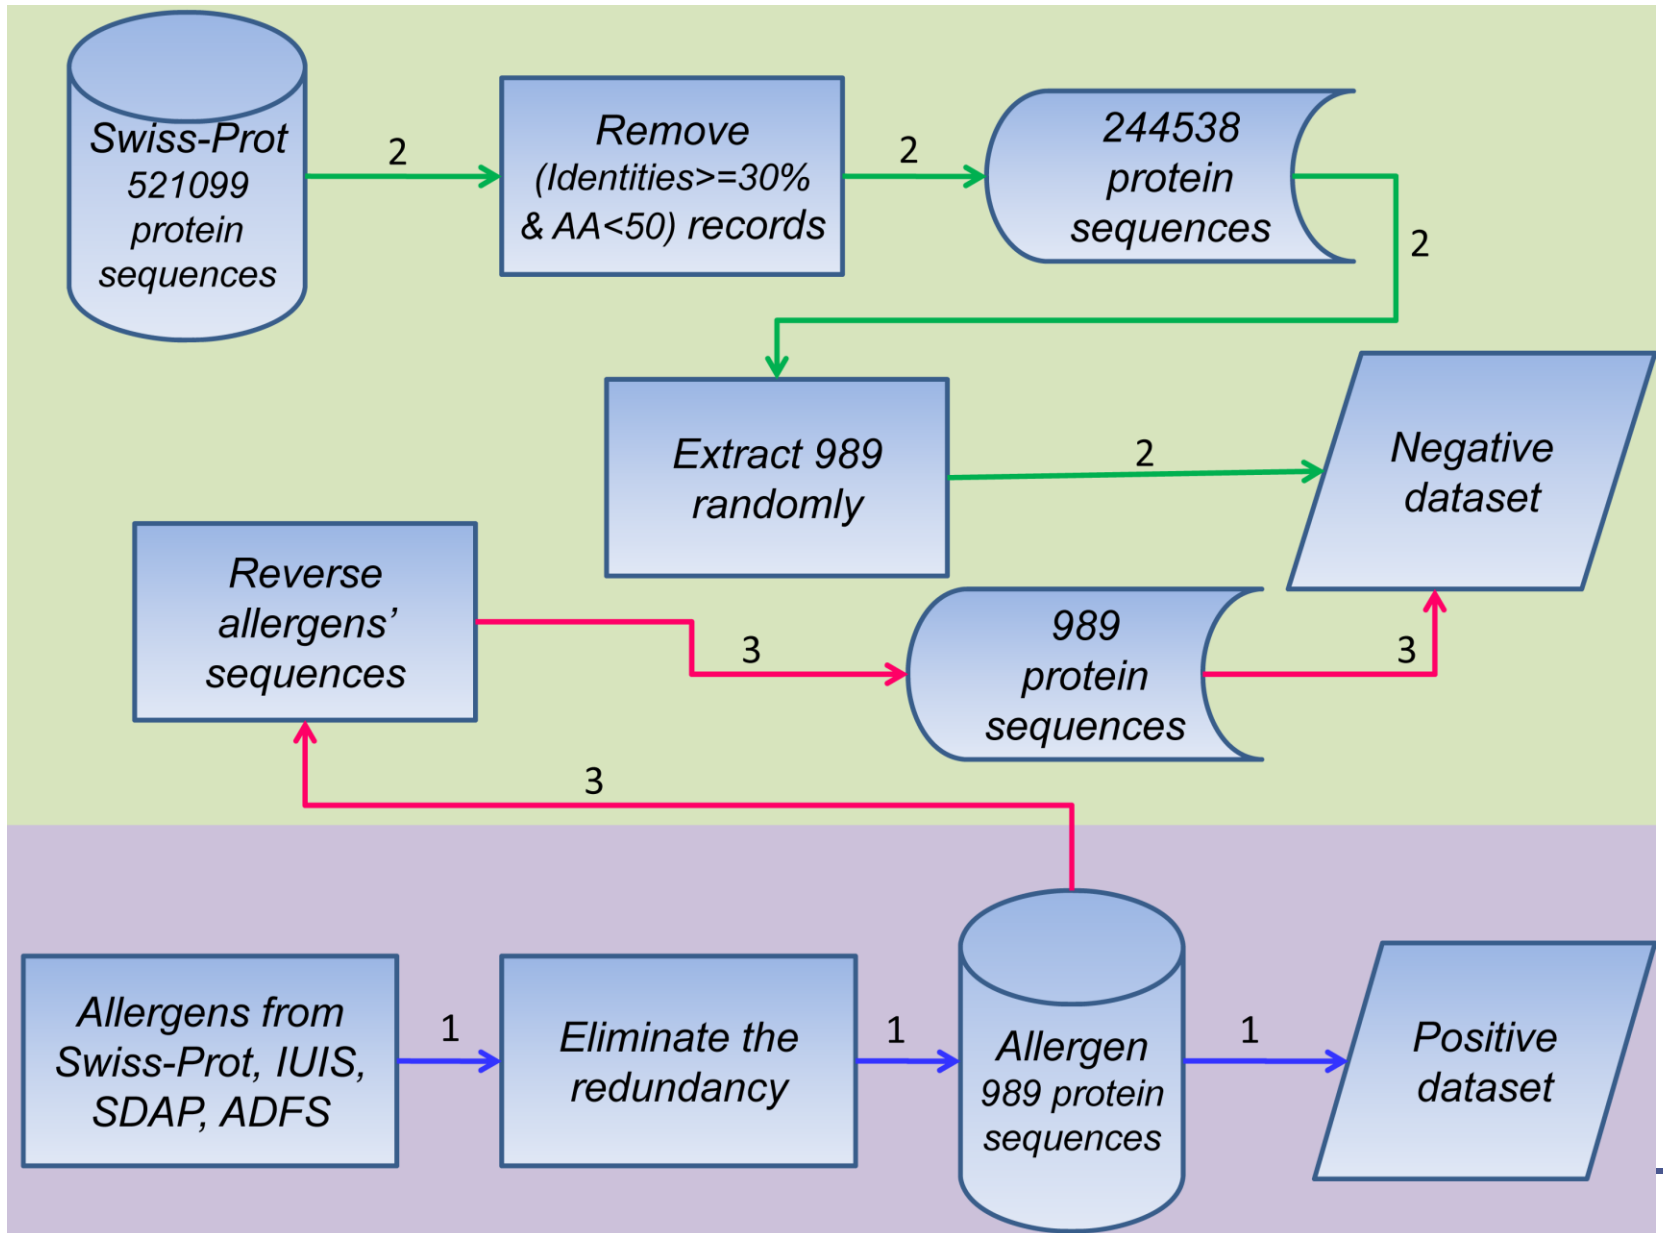 Swiss-Prot
521099
protein
sequences
2
Remove
(Identities>=30%
& AA<50) records
2
244538
protein
sequences
2
Extract 989
randomly
2
Negative
dataset
Reverse
allergens’
sequences
3
989
protein
sequences
3
3
Allergens from
Swiss-Prot, IUIS,
SDAP, ADFS
1
Eliminate the
redundancy
1
Allergen
989 protein
sequences
1
Positive
dataset